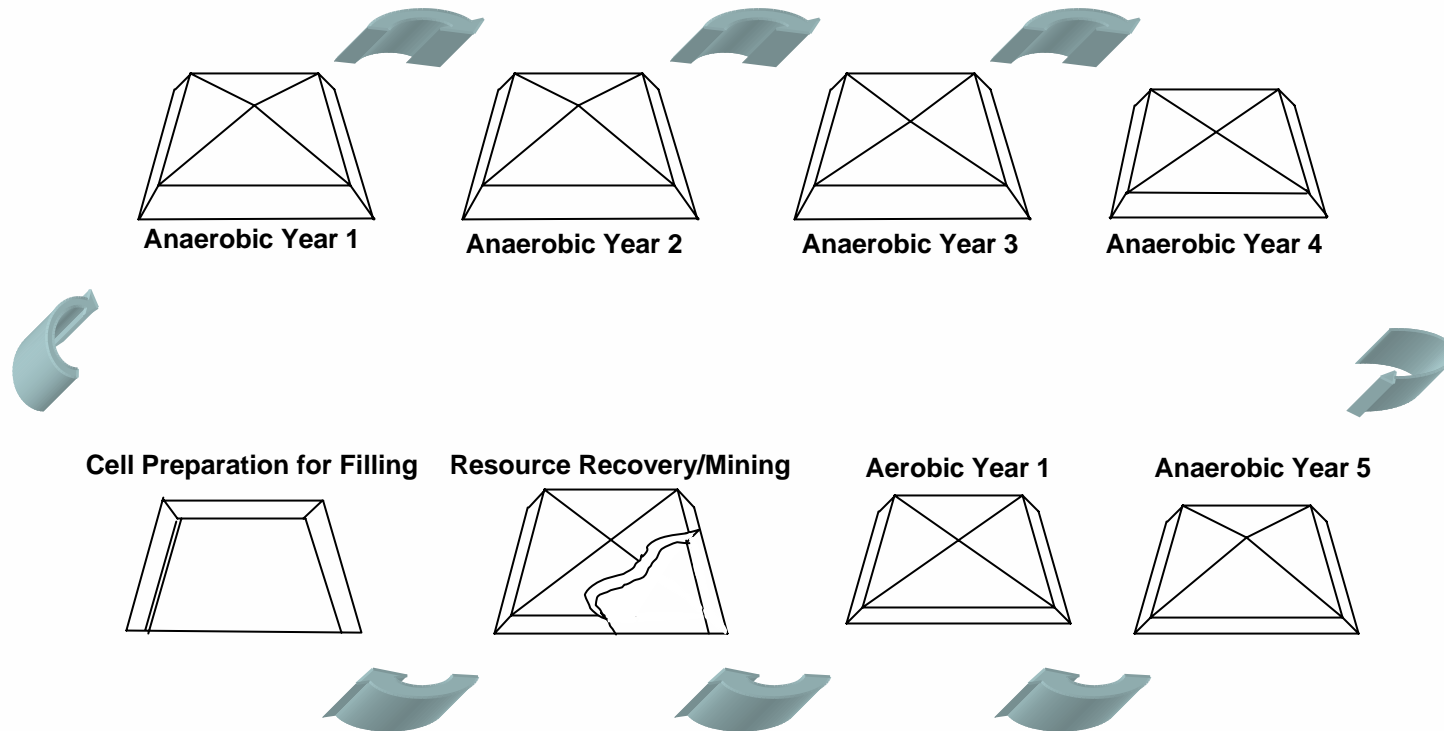 Anaerobic Year 1
Anaerobic Year 2
Anaerobic Year 3
Anaerobic Year 4
Cell Preparation for Filling
Resource Recovery/Mining
Aerobic Year 1
Anaerobic Year 5